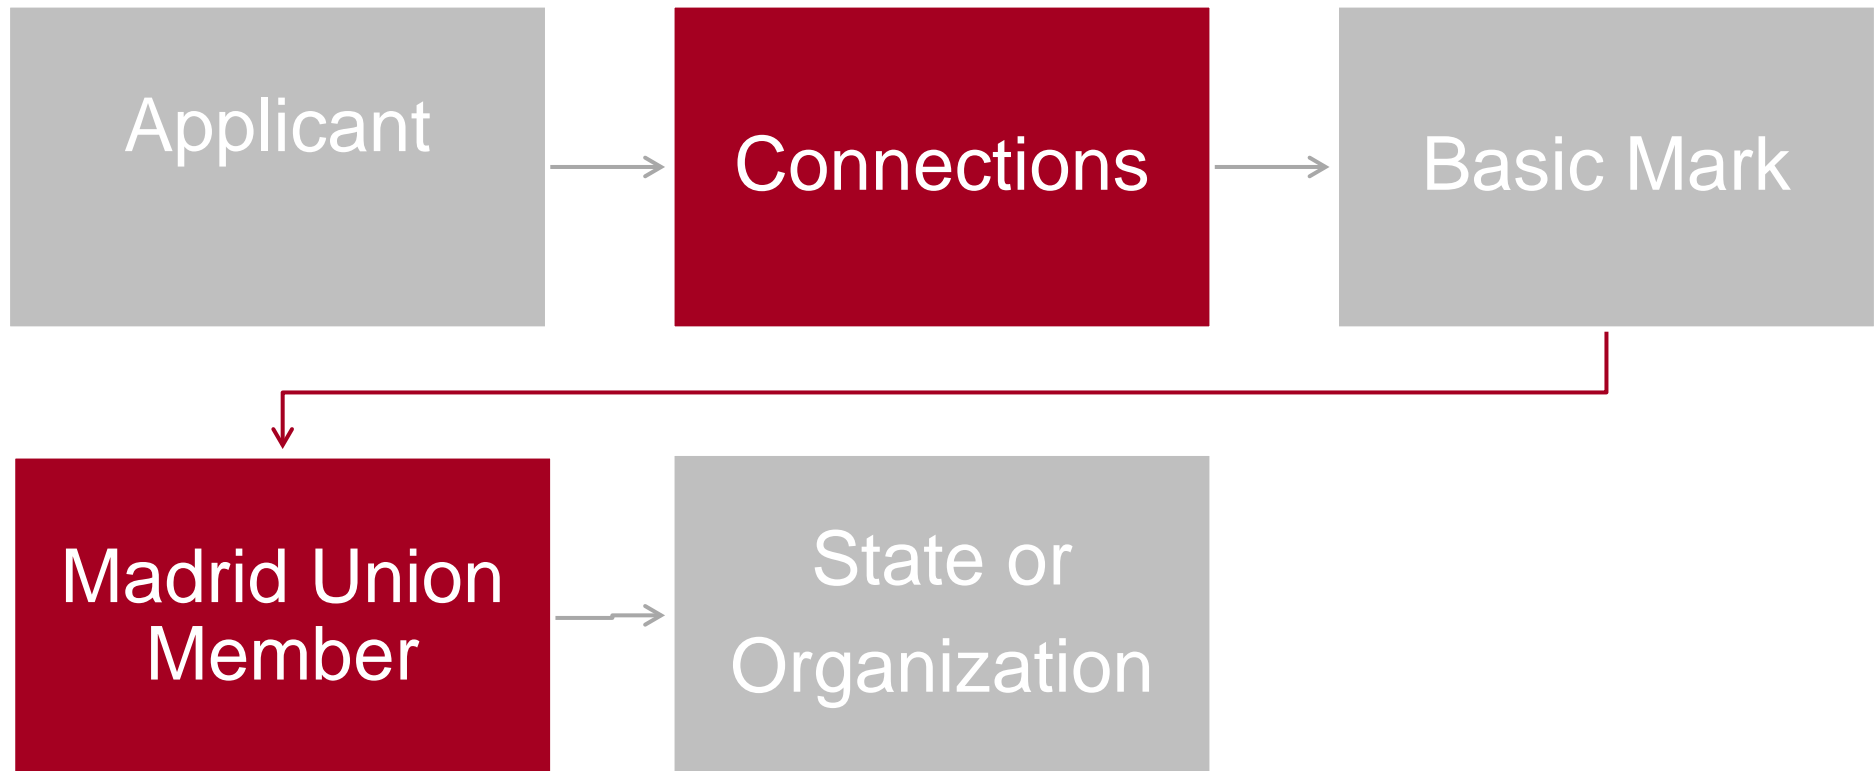 Applicant
Connections
Basic Mark
Madrid Union
Member
State or
Organization